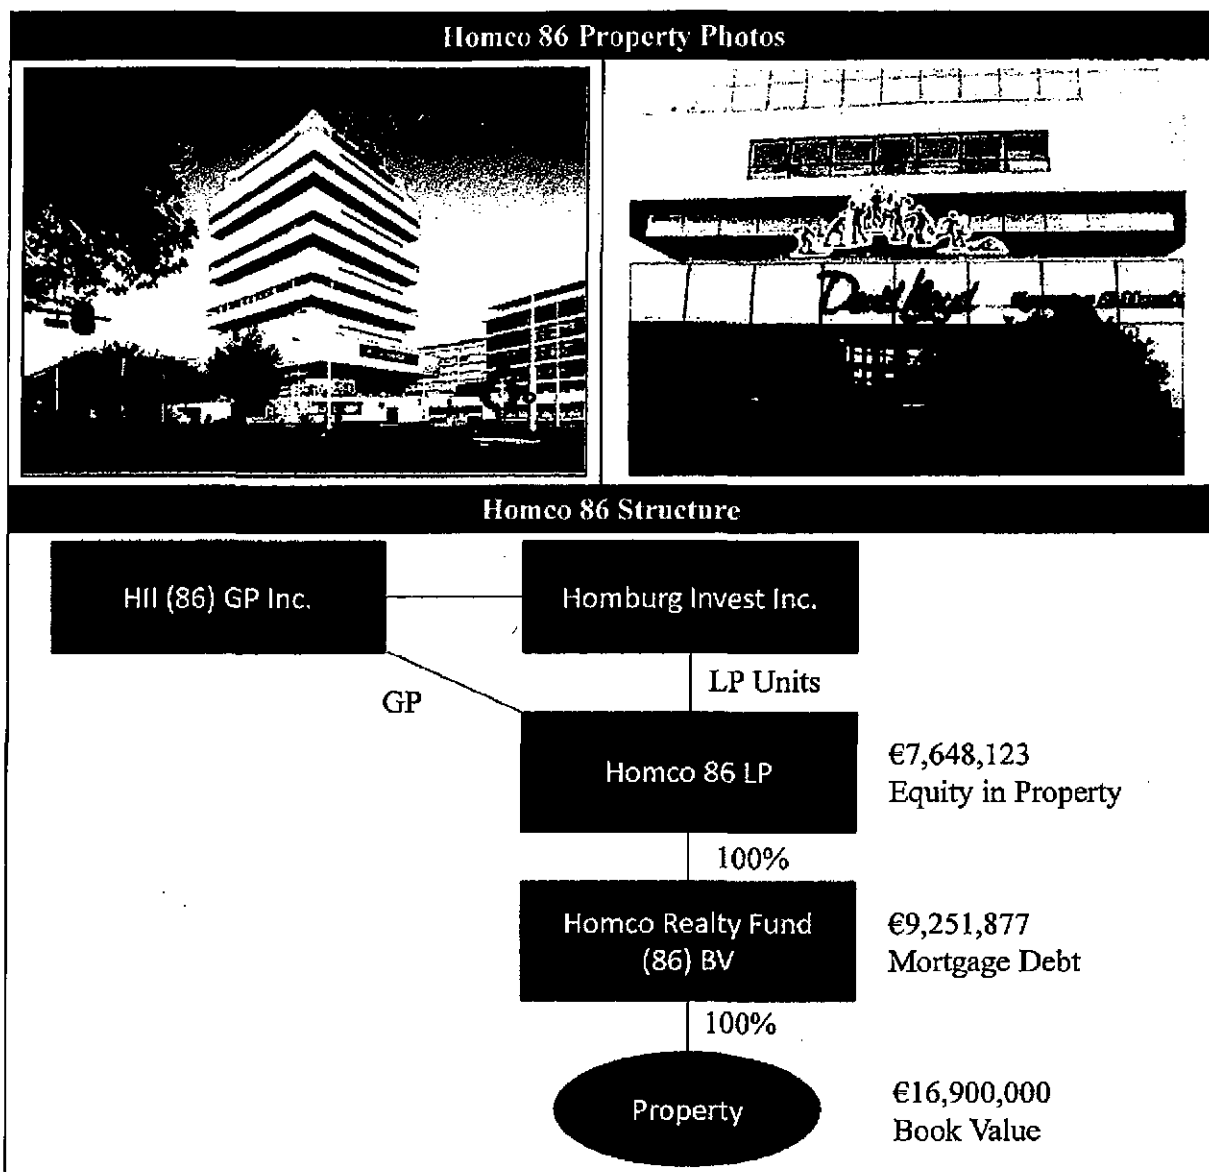 Homco 86 Property Photos
David Lloyd
Homco 86 Structure
HII (86) GP Inc.
Homburg Invest Inc.
GP
LP Units
Homco 86 LP
€7,648,123
Equity in Property
100%
Homco Realty Fund
(86) BV
€9,251,877
Mortgage Debt
100%
Property
€16,900,000
Book Value